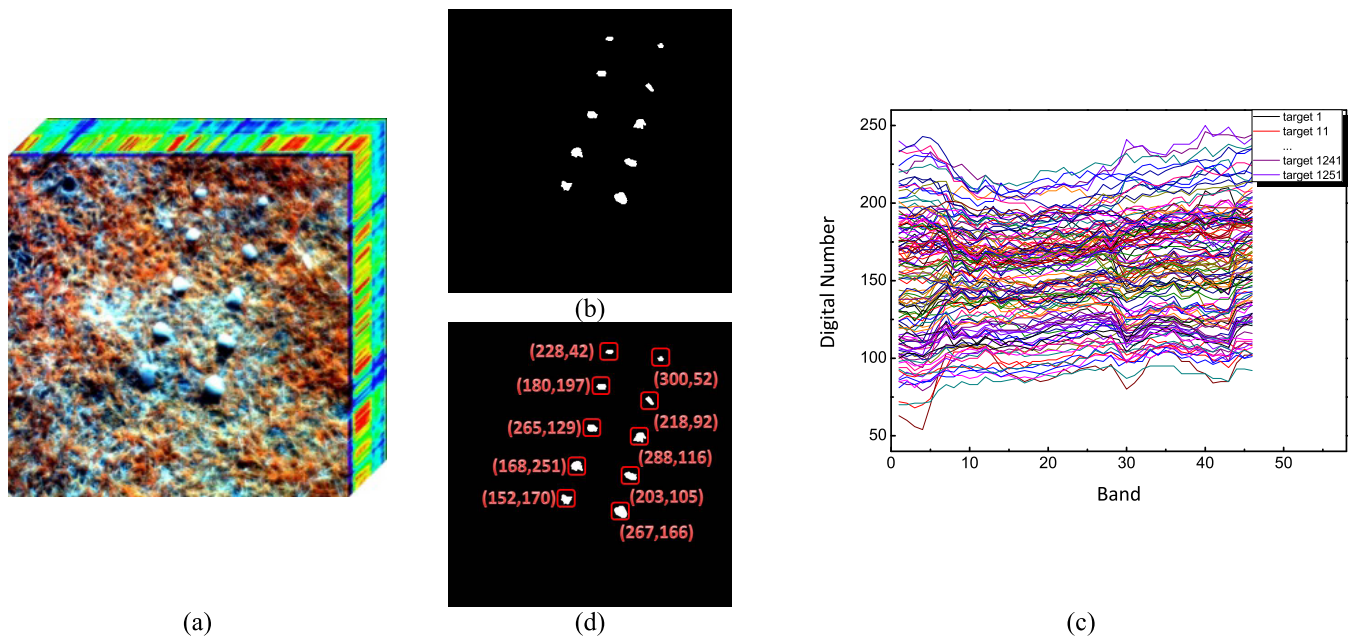 (a)
(b)
(228,42)
(300,52)
(180,197)
(218,92)
(265,129)
(288,116)
(168,251)
(203,105)
(152,170)
(267,166)
(d)
250
200
150
100
50
Digital Number
0
10
20
30
40
50
Band
target 1
target 11
...
target 1241
target 1251
(c)